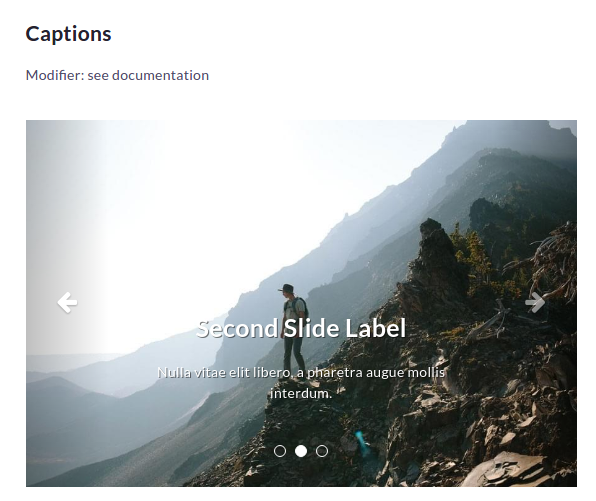 Captions
Modifier: see documentation
Second Slide Label
Nulla vitae elit libero, a pharetra augue mollis
interdum.